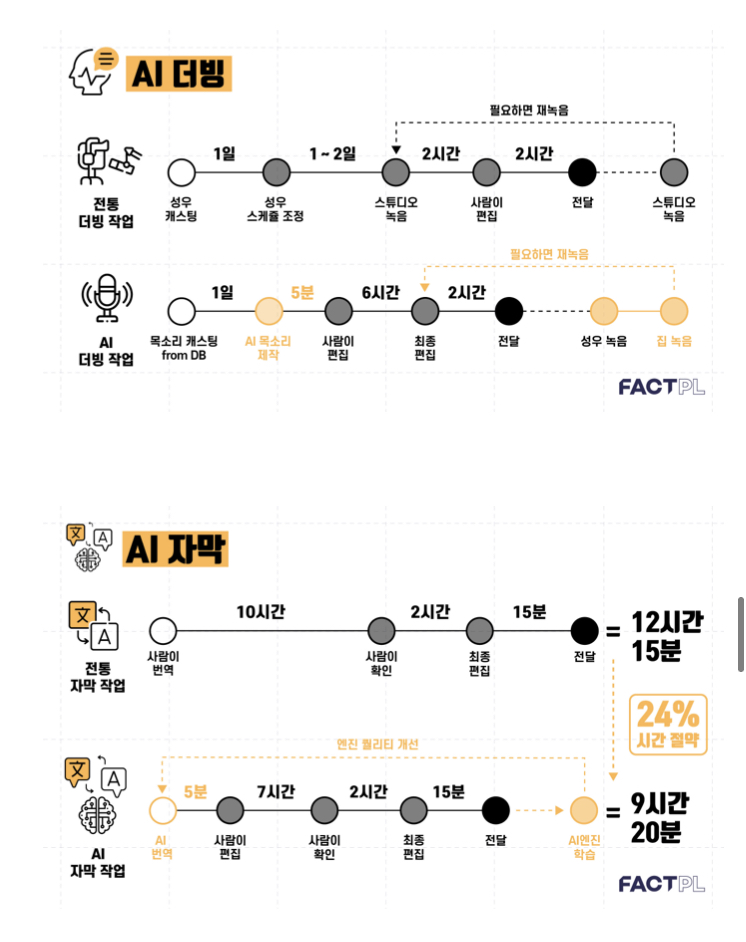 AI 더빙
필요하면 재녹음
1일
1 ~ 2일
2시간
2시간
전통
더빙 작업
성우
캐스팅
성우
스케쥴 조정
스튜디오
녹음
사람이
편집
전달
스튜디오
녹음
필요하면 재녹음
1일
5분
6시간
2시간
AI
더빙 작업
목소리 캐스팅
from DB
AI 목소리
제작
사람이
편집
최종
편집
전달
성우 녹음
집 녹음
FACTPL
文
A
AI 자막
文
A
10시간
2시간
15분
= 12시간
15분
전통
자막 작업
사람이
번역
사람이
확인
최종
편집
전달
24%
시간 절약
엔진 퀄리티 개선
文
A
5분
7시간
2시간
15분
= 9시간
20분
AI
자막 작업
AI
번역
사람이
편집
사람이
확인
최종
편집
전달
AI엔진
학습
FACTPL